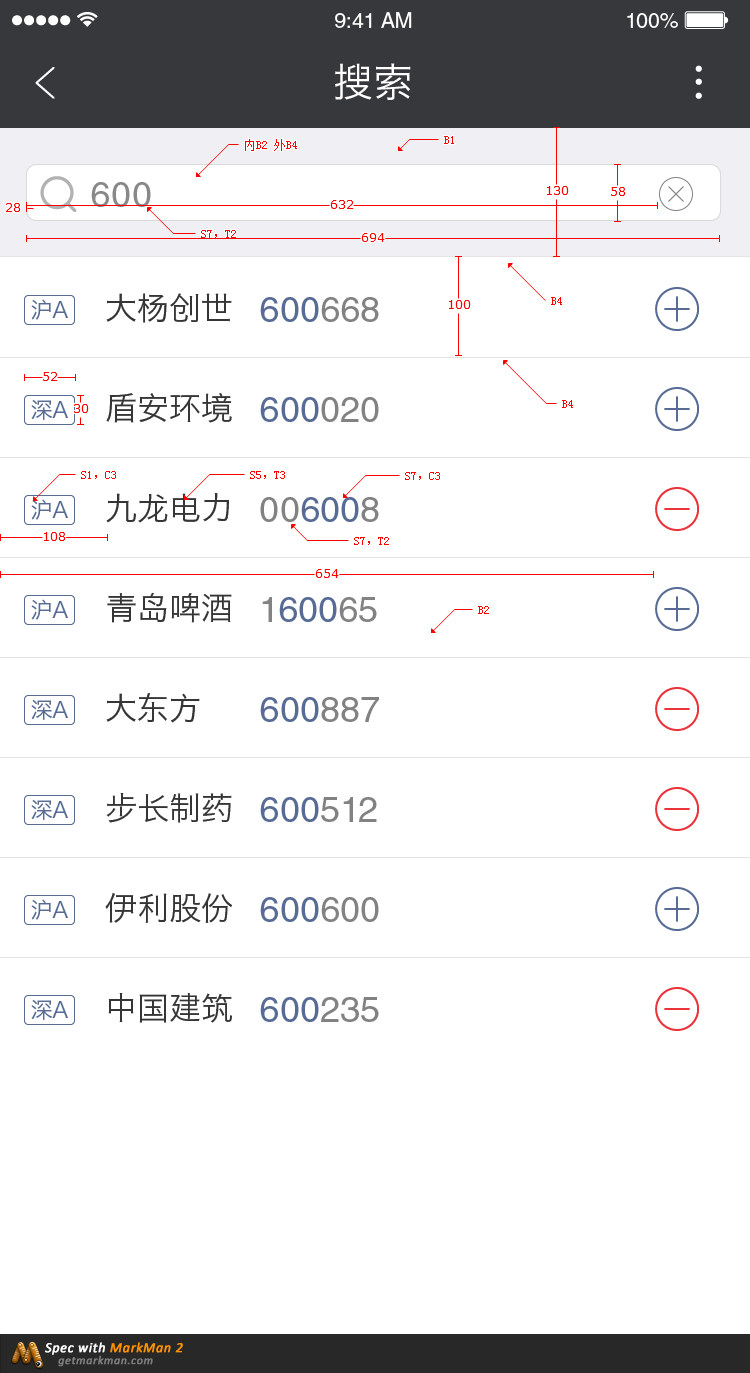 9:41 AM 100%
搜索
内B2 外B4 B1
600
130 58
28 632
S7, T2
694
沪A 大杨创世 600668
100 B4
52 B4
深A 30 盾安环境 600020
S1, C3 S5, T3 S7, C3
沪A 九龙电力 006008
108 S7, T2
654
沪A 青岛啤酒 160065 B2
深A 大东方 600887
深A 步长制药 600512
沪A 伊利股份 600600
深A 中国建筑 600235
Spec with MarkMan 2
getmarkman.com